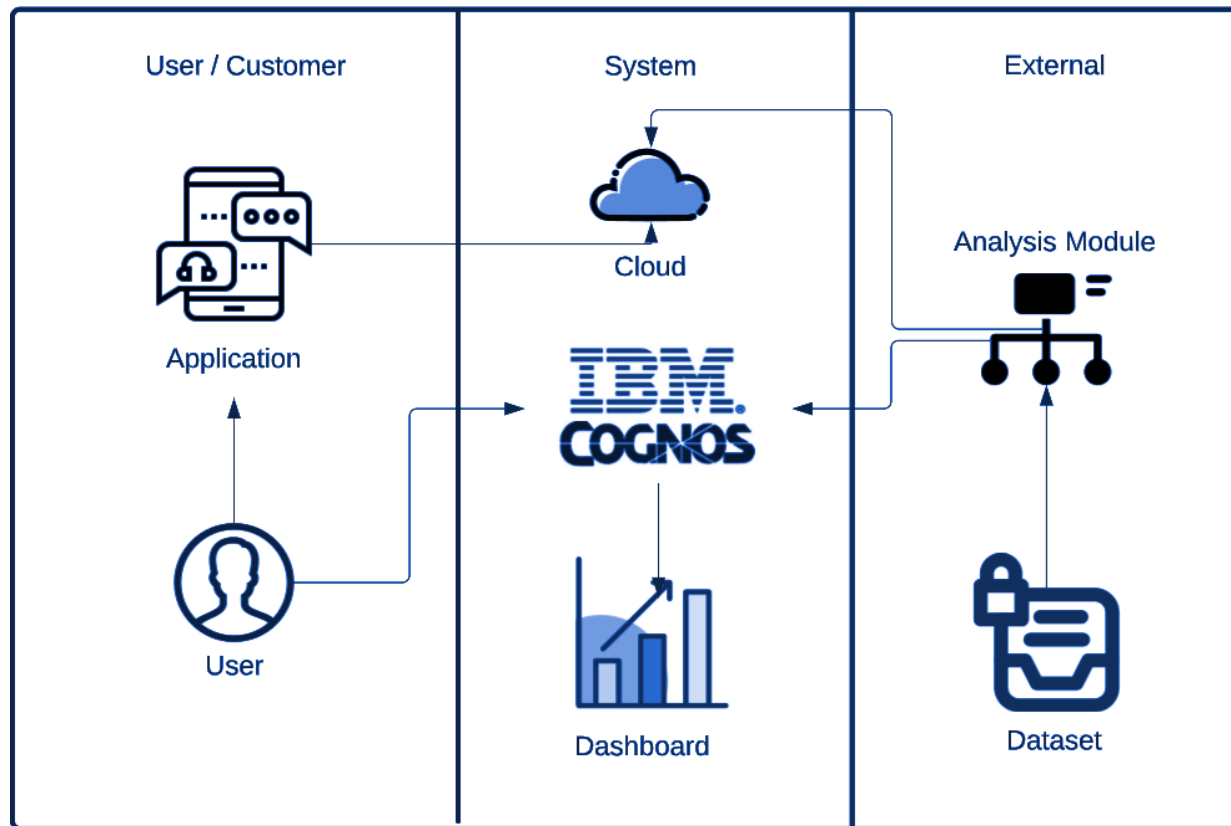 User / Customer
System
External
Application
Cloud
Analysis Module
IBM®
COGNOS
User
Dashboard
Dataset